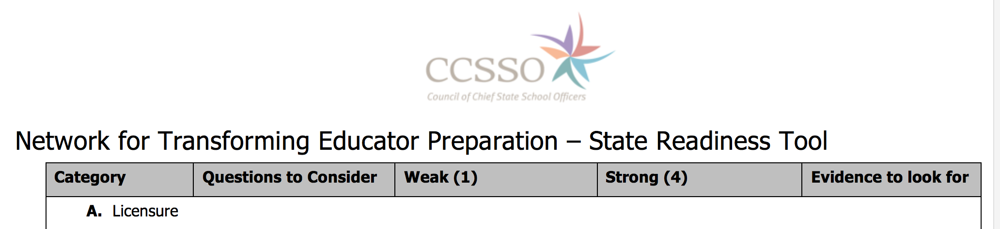 CCSSO
Council of Chief State School Officers
Network for Transforming Educator Preparation – State Readiness Tool
Category Questions to Consider Weak (1) Strong (4) Evidence to look for
A. Licensure